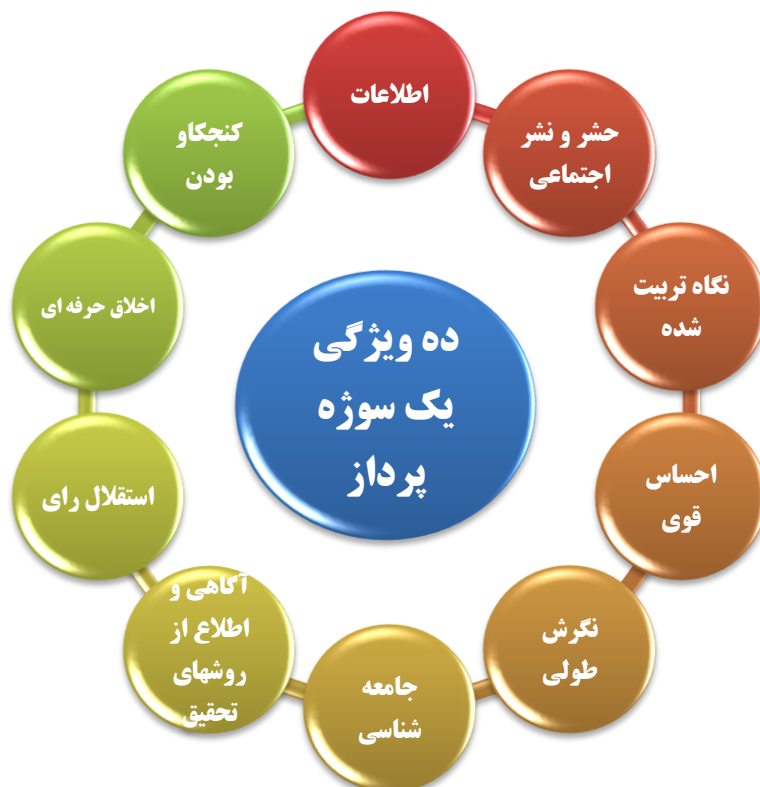 ده ویژگی
یک سوژه
پرداز
اطلاعات
حشر و نشر
اجتماعی
نگاه تربیت
شده
احساس
قوی
نگرش
طولی
جامعه
شناسی
آگاهی و
اطلاع از
روشهای
تحقیق
استقلال رای
اخلاق حرفه ای
کنجکاو
بودن